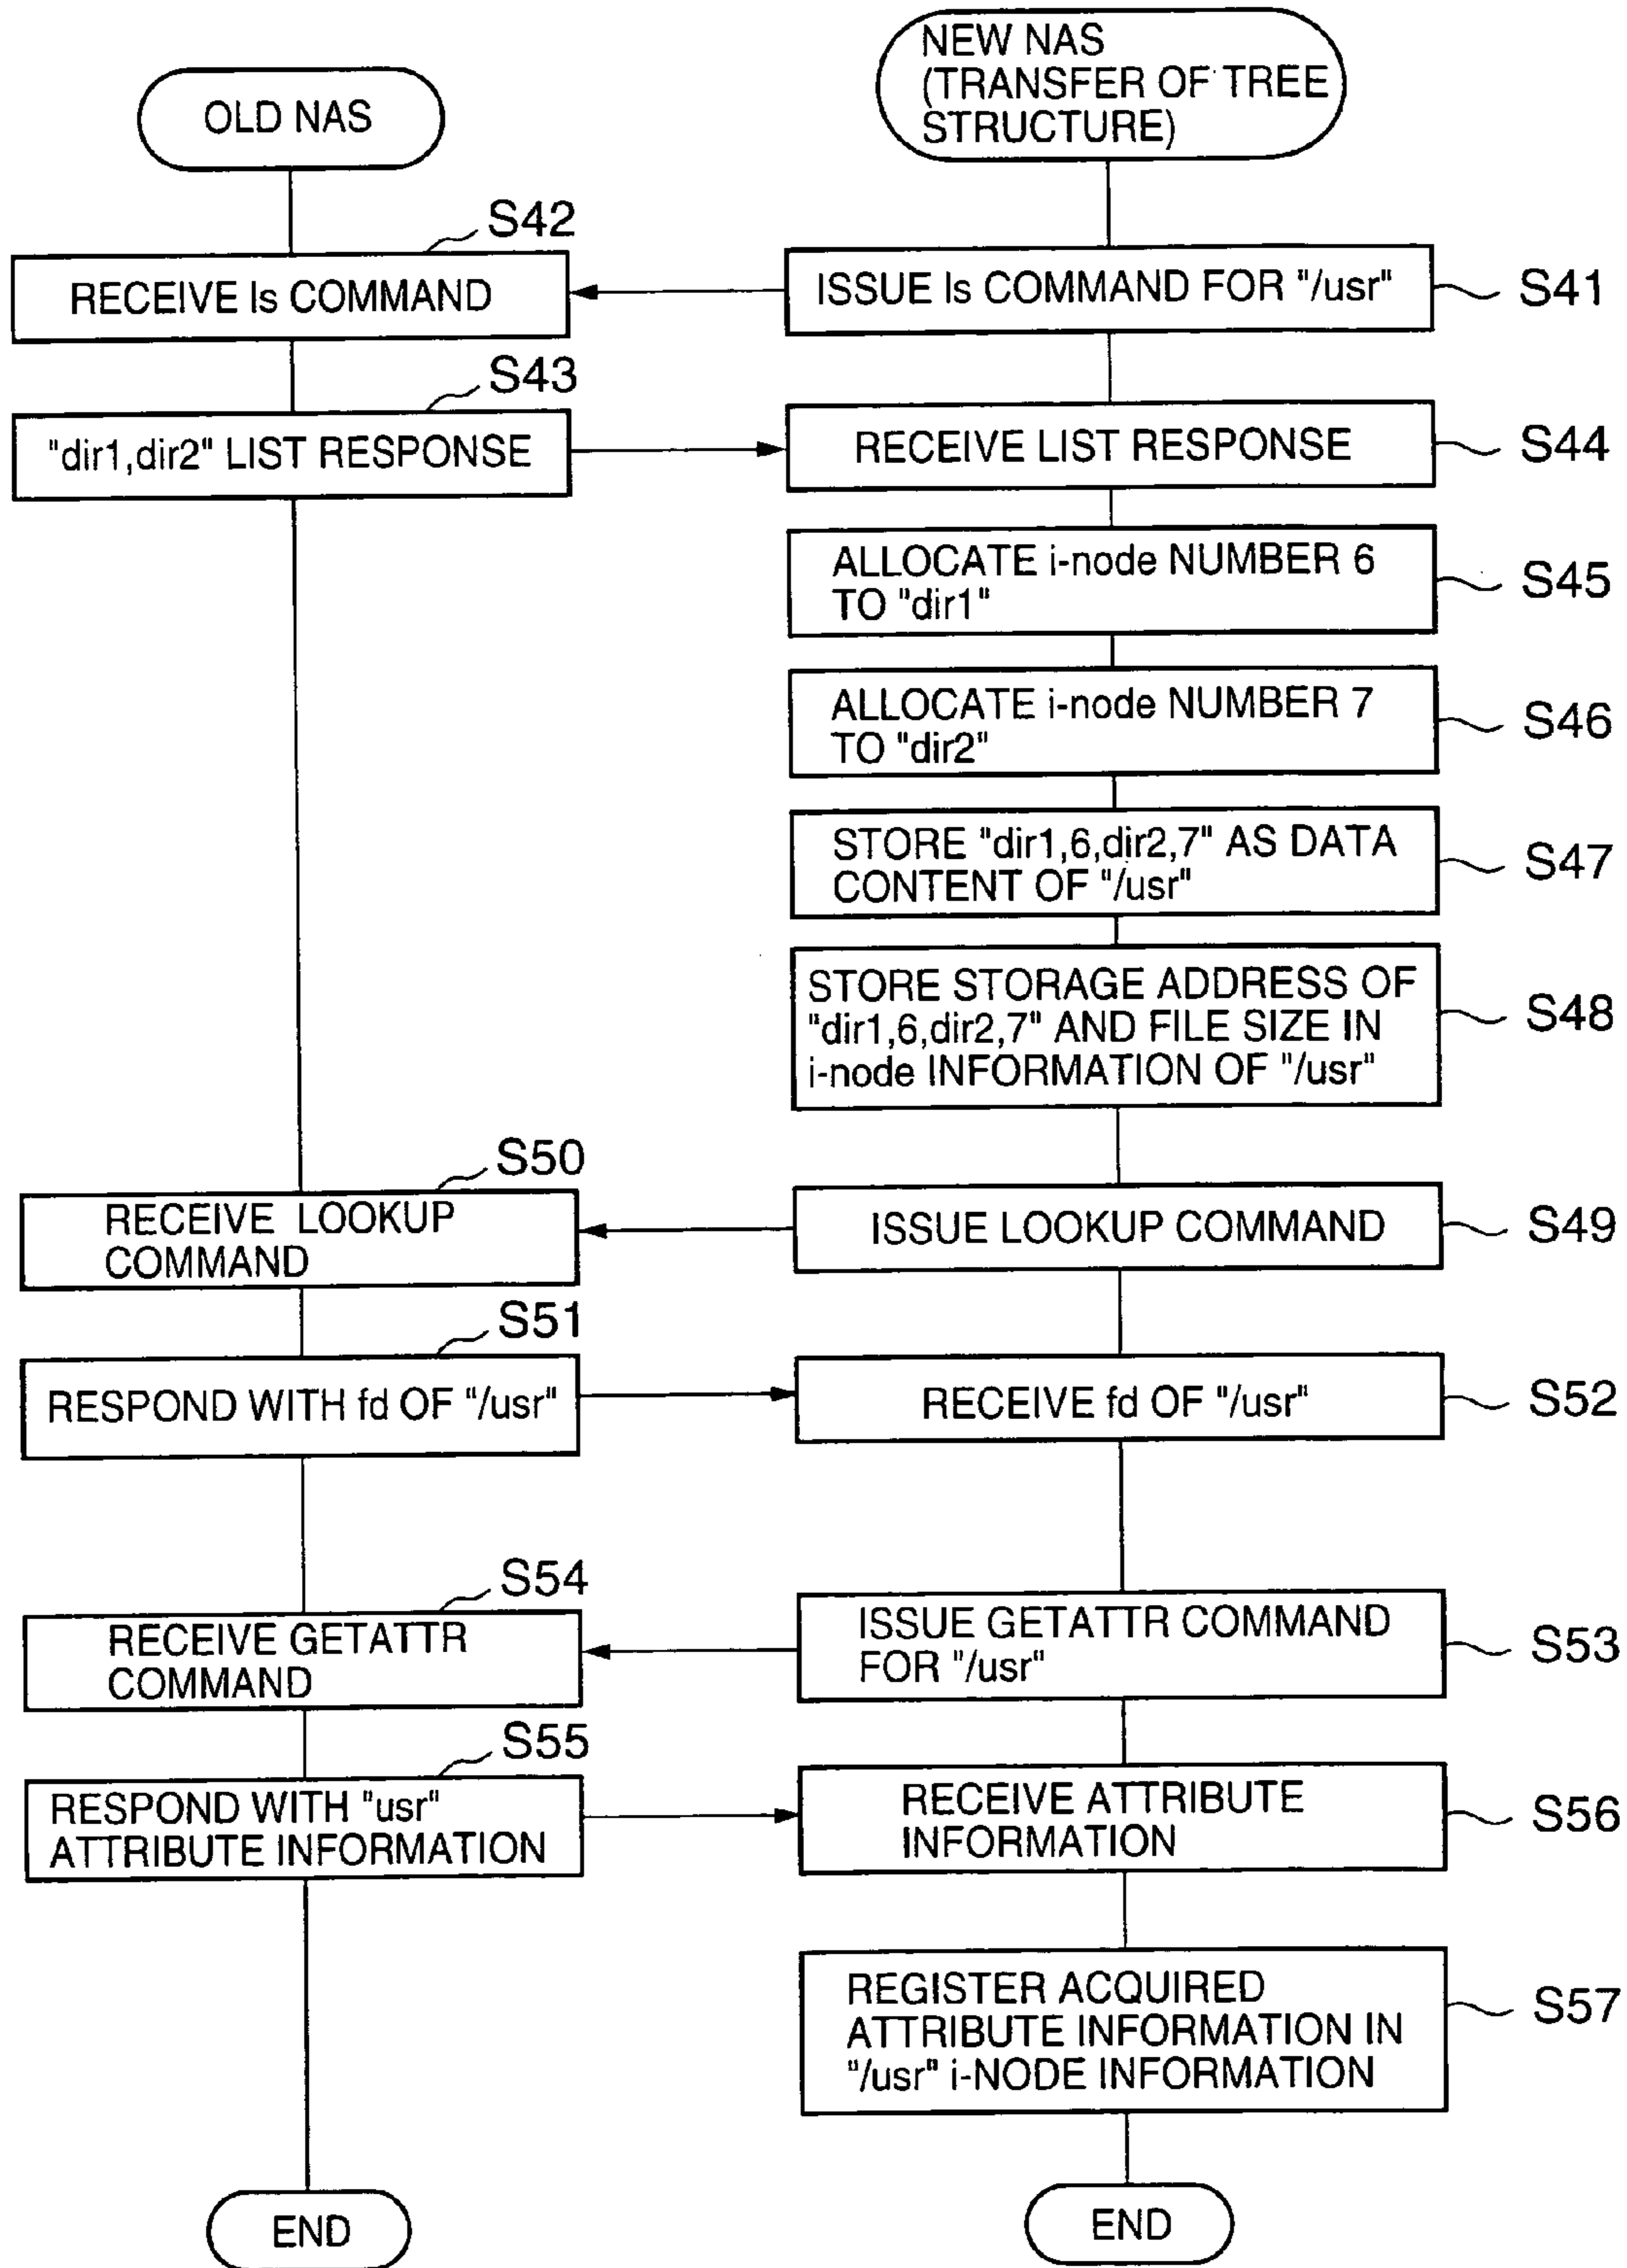 OLD NAS
NEW NAS
(TRANSFER OF TREE
STRUCTURE)
S42
RECEIVE ls COMMAND
ISSUE ls COMMAND FOR "/usr"
S41
S43
"dir1,dir2" LIST RESPONSE
RECEIVE LIST RESPONSE
S44
ALLOCATE i-node NUMBER 6
TO "dir1"
S45
ALLOCATE i-node NUMBER 7
TO "dir2"
S46
STORE "dir1,6,dir2,7" AS DATA
CONTENT OF "/usr"
S47
STORE STORAGE ADDRESS OF
"dir1,6,dir2,7" AND FILE SIZE IN
i-node INFORMATION OF "/usr"
S48
S50
RECEIVE LOOKUP
COMMAND
ISSUE LOOKUP COMMAND
S49
S51
RESPOND WITH fd OF "/usr"
RECEIVE fd OF "/usr"
S52
S54
RECEIVE GETATTR
COMMAND
ISSUE GETATTR COMMAND
FOR "/usr"
S53
S55
RESPOND WITH "usr"
ATTRIBUTE INFORMATION
RECEIVE ATTRIBUTE
INFORMATION
S56
REGISTER ACQUIRED
ATTRIBUTE INFORMATION IN
"/usr" i-NODE INFORMATION
S57
END
END